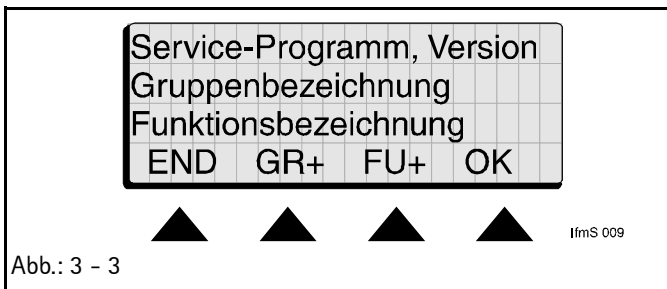 Service-Programm, Version
Gruppenbezeichnung
Funktionsbezeichnung
END GR+ FU+ OK
IfmS 009
Abb.: 3 - 3